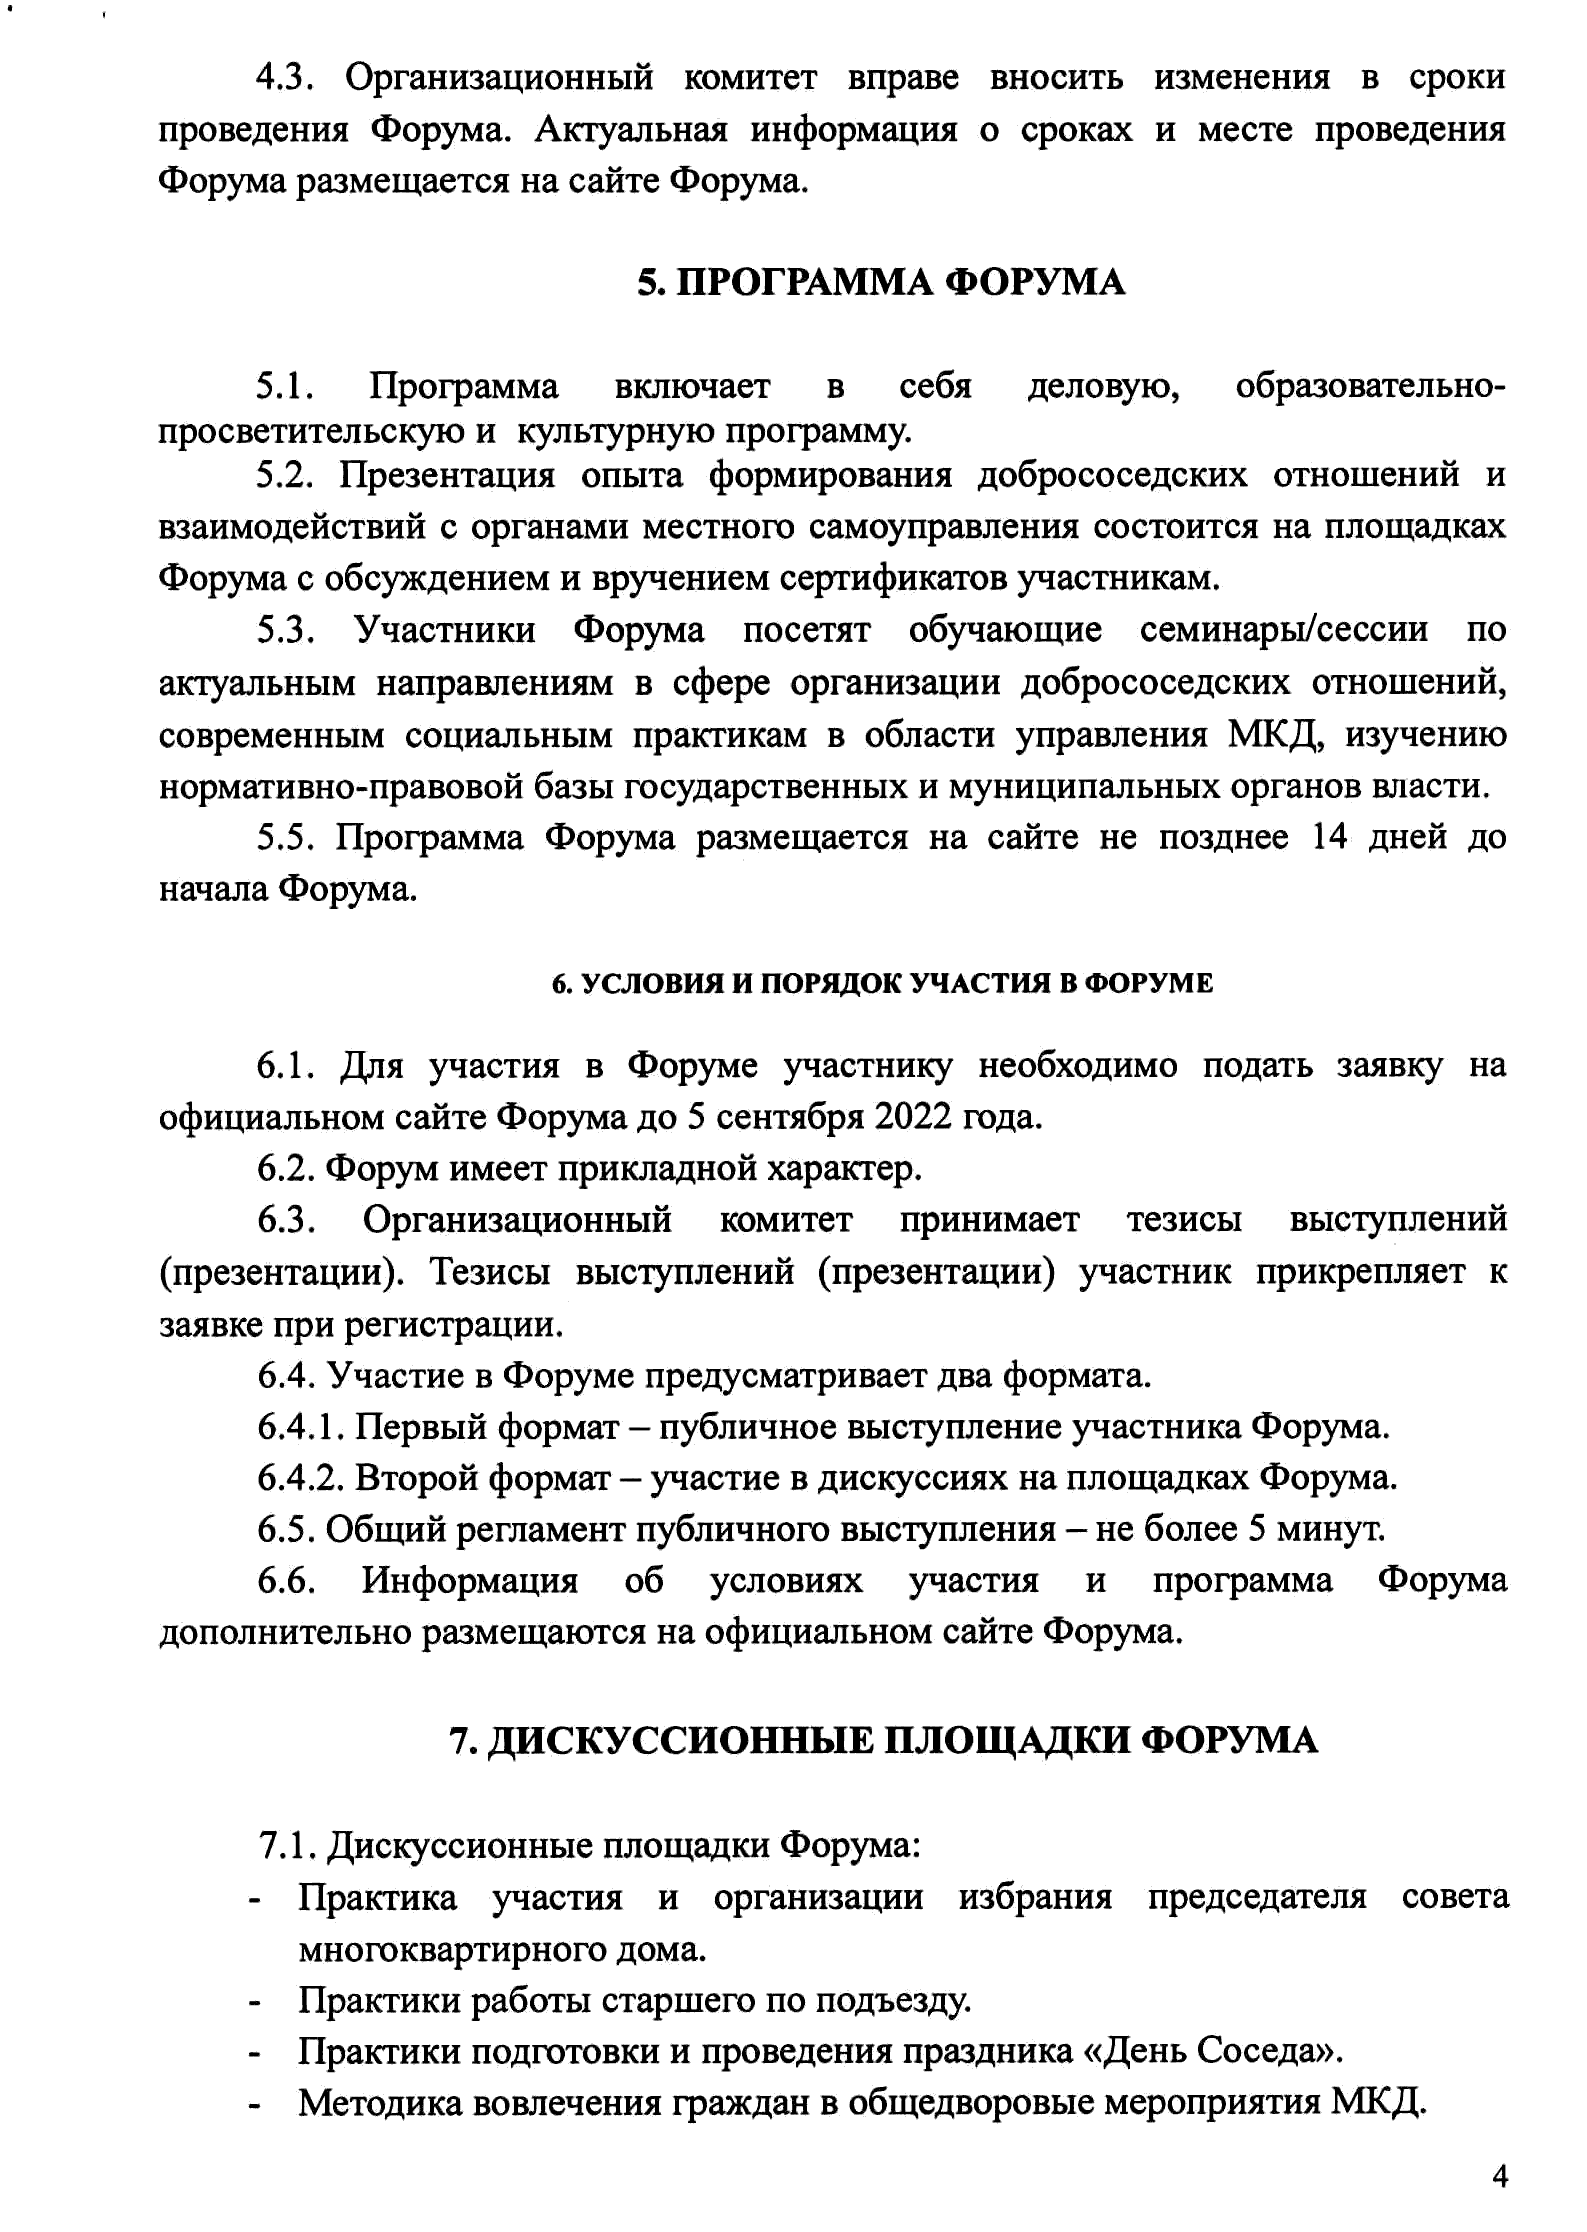 4.3. Организационный комитет вправе вносить изменения в сроки
проведения Форума. Актуальная информация о сроках и месте проведения
Форума размещается на сайте Форума.
5. ПРОГРАММА ФОРУМА
5.1. Программа включает в себя деловую, образовательно-
просветительскую и культурную программу.
5.2. Презентация опыта формирования добрососедских отношений и
взаимодействий с органами местного самоуправления состоится на площадках
Форума с обсуждением и вручением сертификатов участникам.
5.3. Участники Форума посетят обучающие семинары/сессии по
актуальным направлениям в сфере организации добрососедских отношений,
современным социальным практикам в области управления МКД, изучению
нормативно-правовой базы государственных и муниципальных органов власти.
5.5. Программа Форума размещается на сайте не позднее 14 дней до
начала Форума.
6. УСЛОВИЯ И ПОРЯДОК УЧАСТИЯ В ФОРУМЕ
6.1. Для участия в Форуме участнику необходимо подать заявку на
официальном сайте Форума до 5 сентября 2022 года.
6.2. Форум имеет прикладной характер.
6.3. Организационный комитет принимает тезисы выступлений
(презентации). Тезисы выступлений (презентации) участник прикрепляет к
заявке при регистрации.
6.4. Участие в Форуме предусматривает два формата.
6.4.1. Первый формат – публичное выступление участника Форума.
6.4.2. Второй формат – участие в дискуссиях на площадках Форума.
6.5. Общий регламент публичного выступления – не более 5 минут.
6.6. Информация об условиях участия и программа Форума
дополнительно размещаются на официальном сайте Форума.
7. ДИСКУССИОННЫЕ ПЛОЩАДКИ ФОРУМА
7.1. Дискуссионные площадки Форума:
- Практика участия и организации избрания председателя совета
многоквартирного дома.
- Практики работы старшего по подъезду.
- Практики подготовки и проведения праздника «День Соседа».
- Методика вовлечения граждан в общедворовые мероприятия МКД.
4